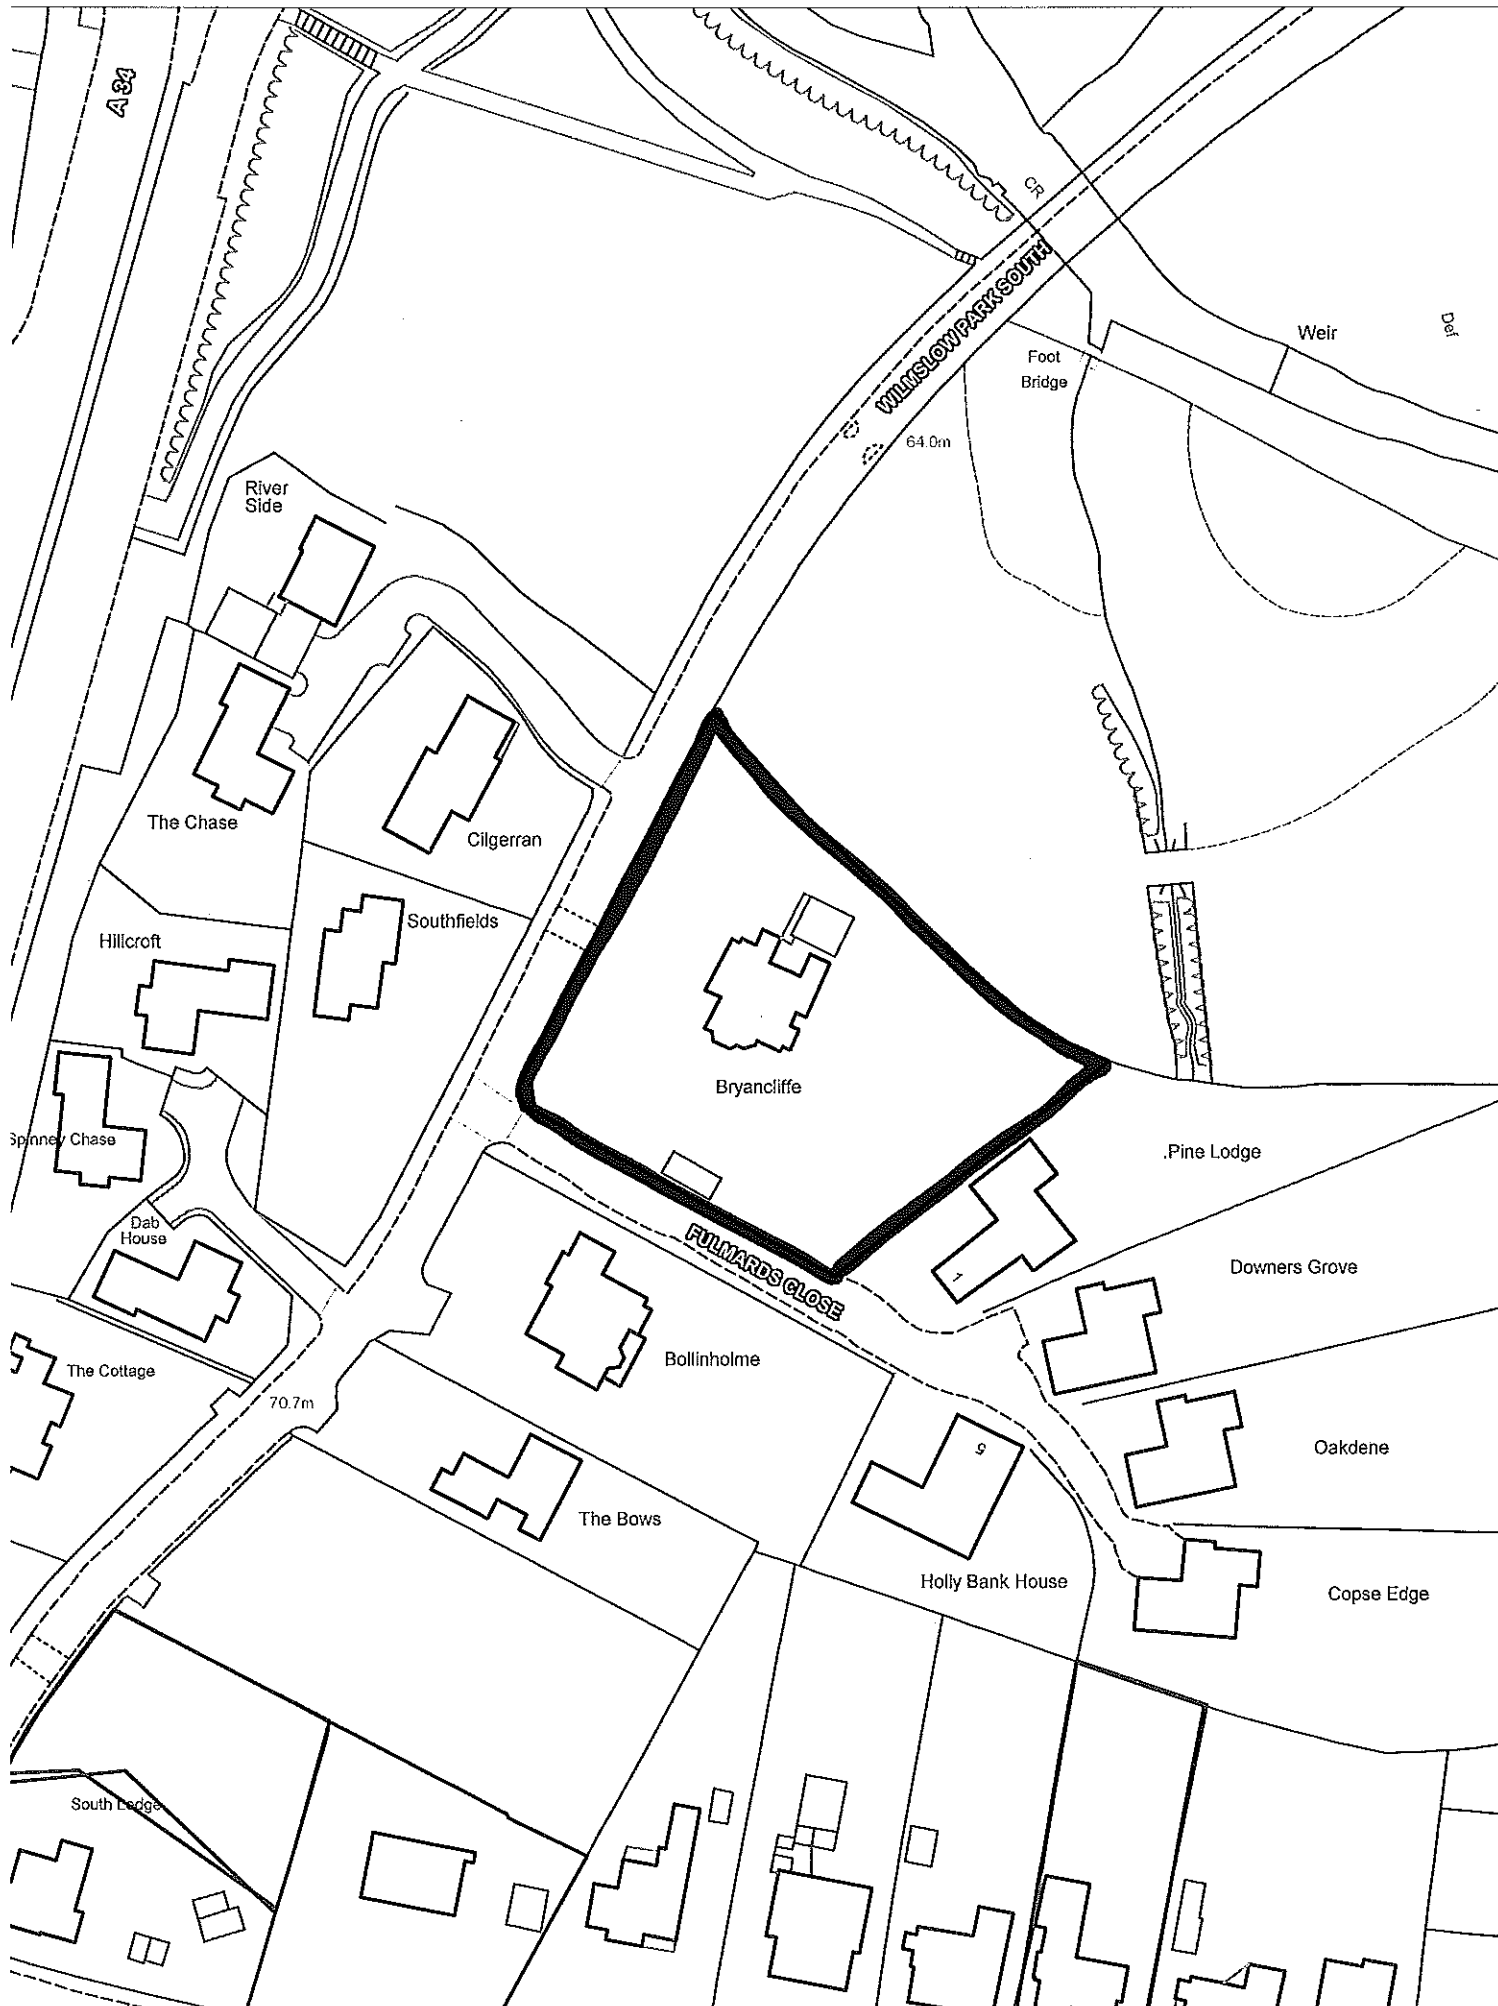 A 34
CR
WILMSLOW PARK SOUTH
Weir
Def
Foot
Bridge
64.0m
River
Side
The Chase
Cilgerran
Southfields
Hillcroft
Bryancliffe
Spinney Chase
.Pine Lodge
Dab
House
FULMARDS CLOSE
1
Downers Grove
Bollinholme
The Cottage
70.7m
5
Oakdene
The Bows
Holly Bank House
Copse Edge
South Lodge